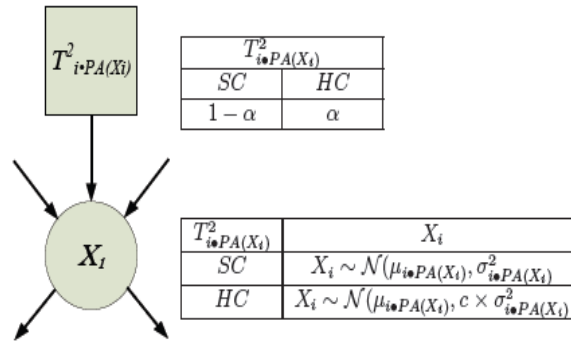 T²ᵢ•PA(Xi)
T²ᵢ•PA(Xᵢ)
SC HC
1 − α α
X₁
T²ᵢ•PA(Xᵢ) Xᵢ
SC Xᵢ ∼ 𝒩(μᵢ•PA(Xᵢ), σ²ᵢ•PA(Xᵢ)
HC Xᵢ ∼ 𝒩(μᵢ•PA(Xᵢ), c × σ²ᵢ•PA(Xᵢ)